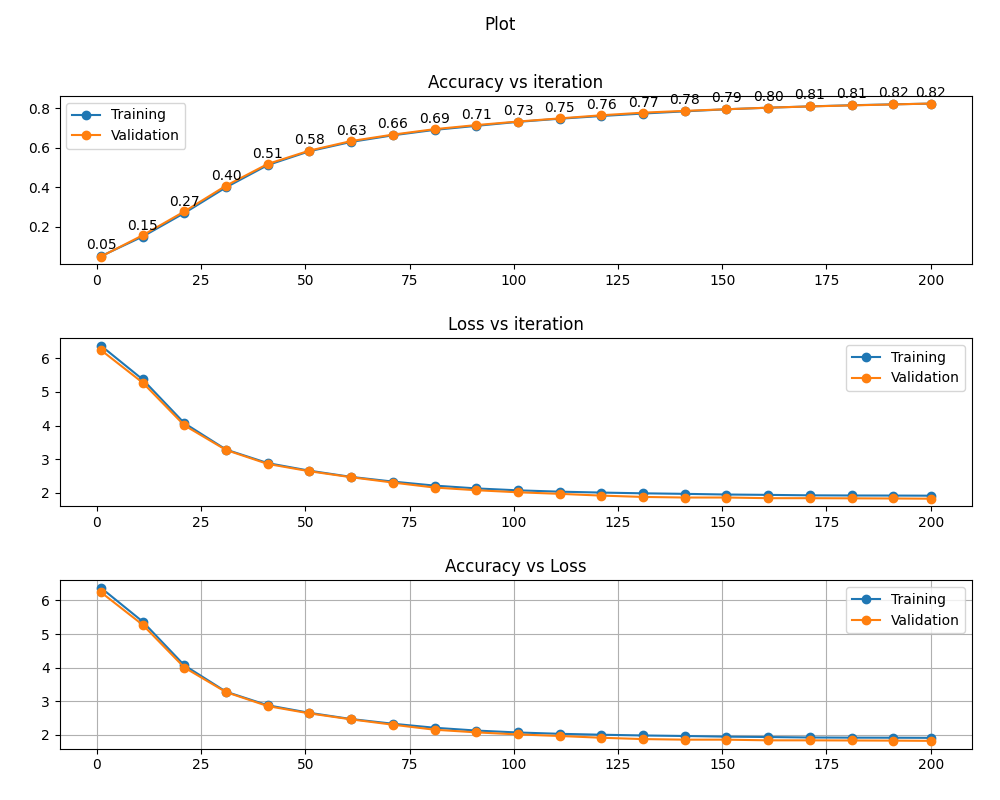 Plot
Accuracy vs iteration
Training
Validation
0.05 0.15 0.27 0.40 0.51 0.58 0.63 0.66 0.69 0.71 0.73 0.75 0.76 0.77 0.78 0.79 0.80 0.81 0.81 0.82 0.82
0.8
0.6
0.4
0.2
0 25 50 75 100 125 150 175 200
Loss vs iteration
Training
Validation
6
5
4
3
2
0 25 50 75 100 125 150 175 200
Accuracy vs Loss
Training
Validation
6
5
4
3
2
0 25 50 75 100 125 150 175 200